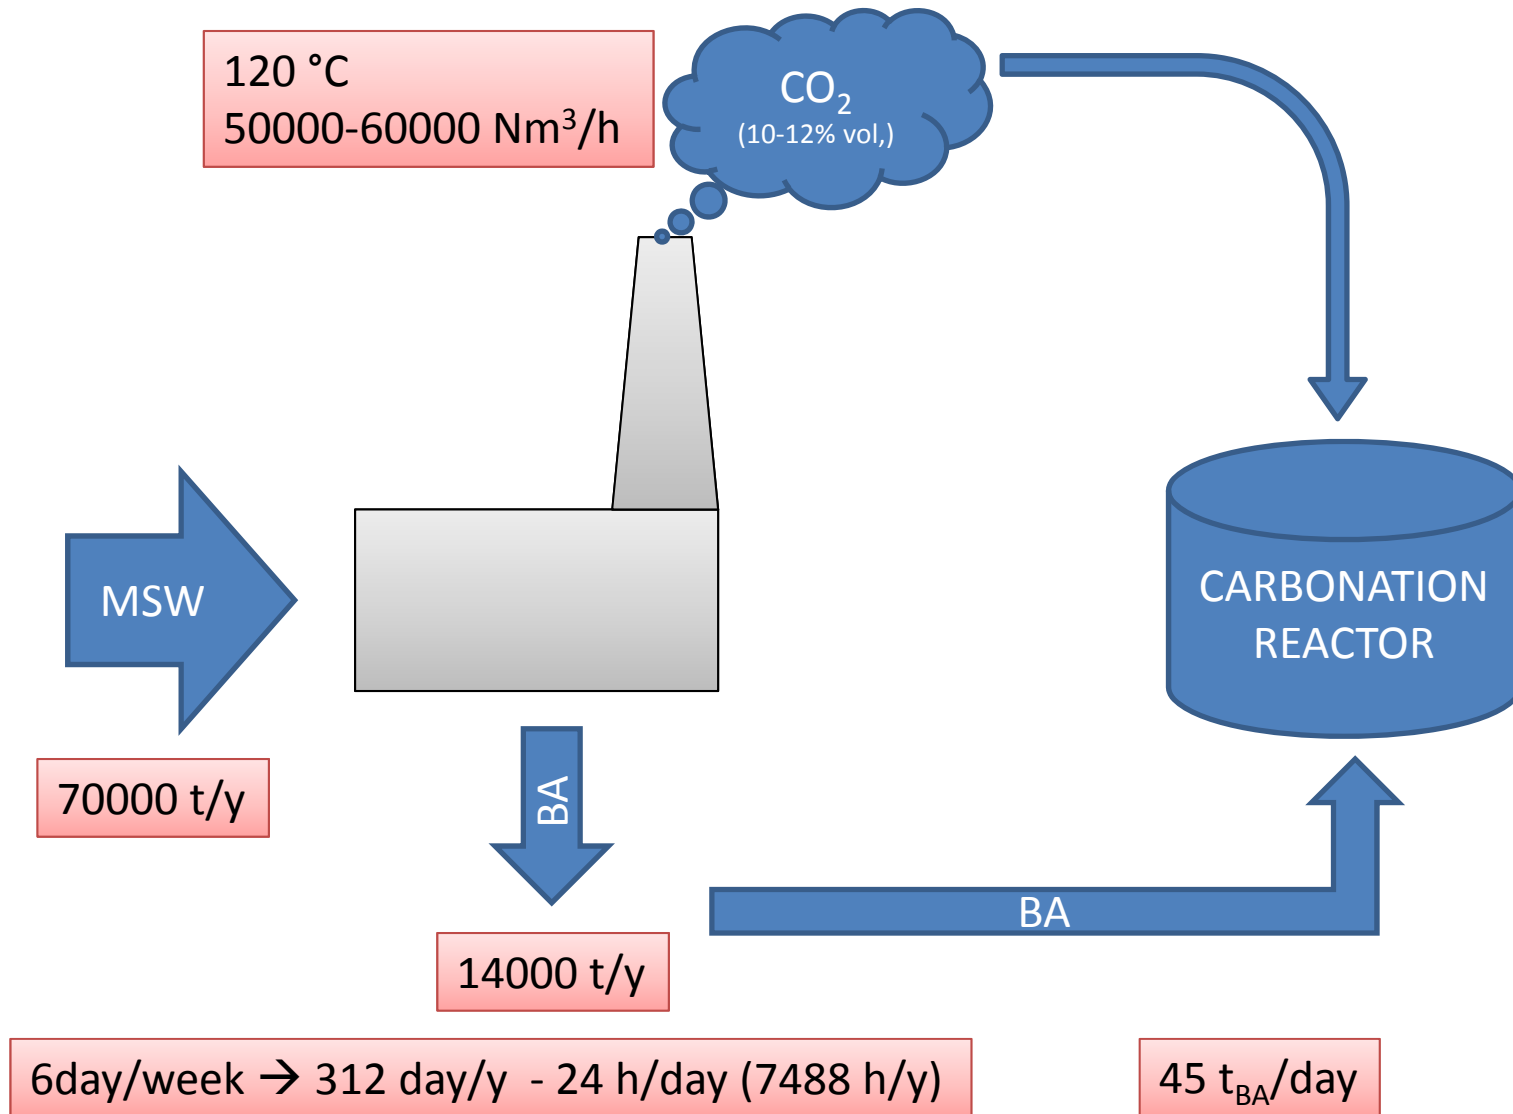 120 °C
50000-60000 Nm³/h
CO₂
(10-12% vol,)
MSW
CARBONATION
REACTOR
70000 t/y
BA
BA
14000 t/y
6day/week → 312 day/y - 24 h/day (7488 h/y)
45 t_BA/day